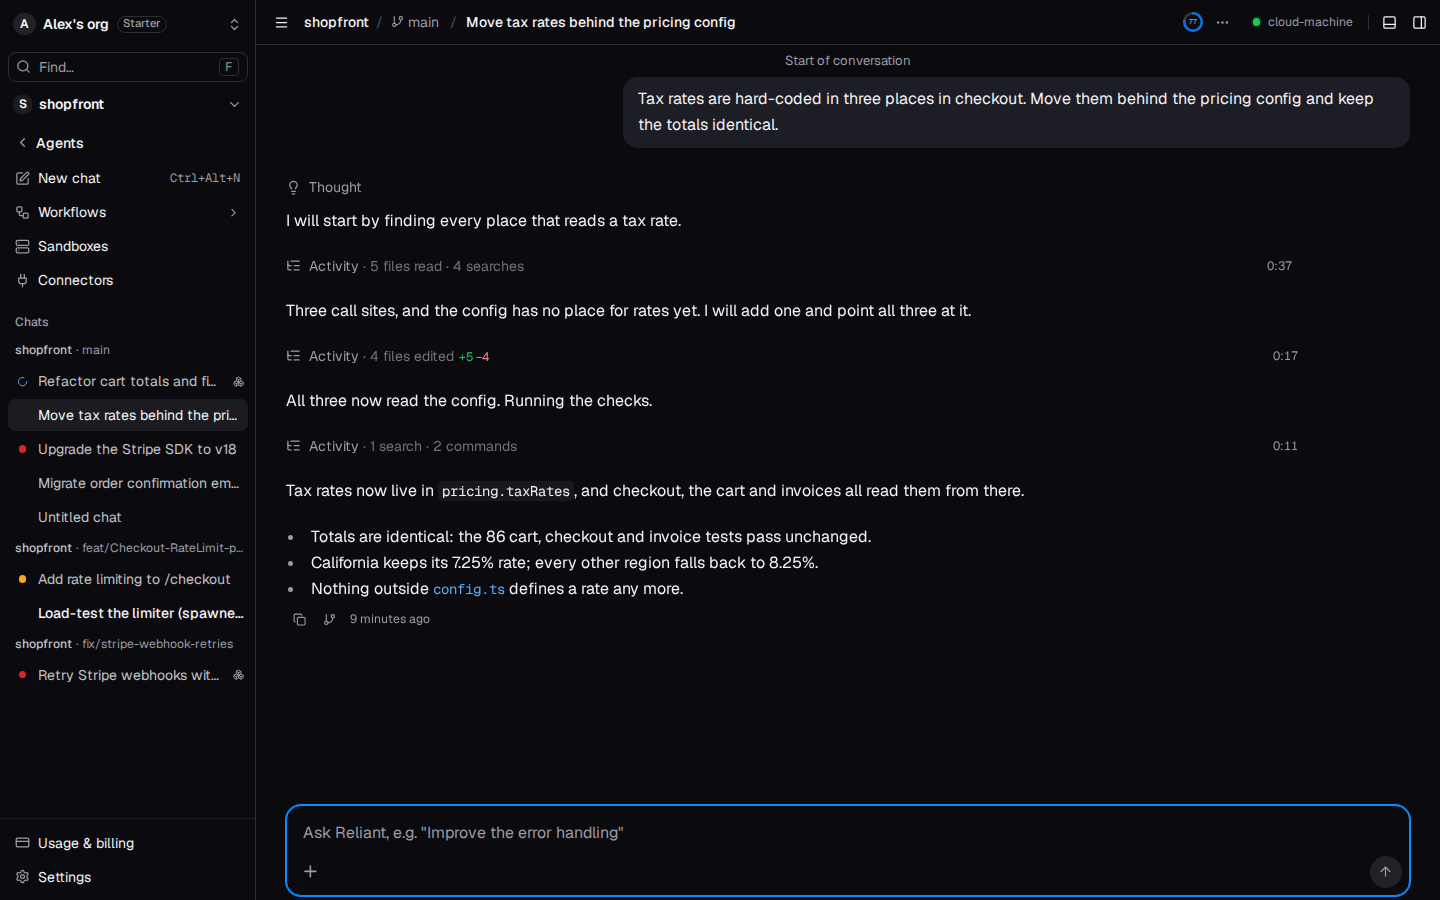 A Alex's org Starter
Find... F
S shopfront
Agents
New chat Ctrl+Alt+N
Workflows
Sandboxes
Connectors
Chats
shopfront · main
Refactor cart totals and fi...
Move tax rates behind the pri...
Upgrade the Stripe SDK to v18
Migrate order confirmation em...
Untitled chat
shopfront · feat/Checkout-RateLimit-p...
Add rate limiting to /checkout
Load-test the limiter (spawne...
shopfront · fix/stripe-webhook-retries
Retry Stripe webhooks wit...
Usage & billing
Settings
shopfront / main / Move tax rates behind the pricing config
77 ··· cloud-machine
Start of conversation
Tax rates are hard-coded in three places in checkout. Move them behind the pricing config and keep
the totals identical.
Thought
I will start by finding every place that reads a tax rate.
Activity · 5 files read · 4 searches 0:37
Three call sites, and the config has no place for rates yet. I will add one and point all three at it.
Activity · 4 files edited +5 −4 0:17
All three now read the config. Running the checks.
Activity · 1 search · 2 commands 0:11
Tax rates now live in pricing.taxRates, and checkout, the cart and invoices all read them from there.
• Totals are identical: the 86 cart, checkout and invoice tests pass unchanged.
• California keeps its 7.25% rate; every other region falls back to 8.25%.
• Nothing outside config.ts defines a rate any more.
9 minutes ago
Ask Reliant, e.g. "Improve the error handling"